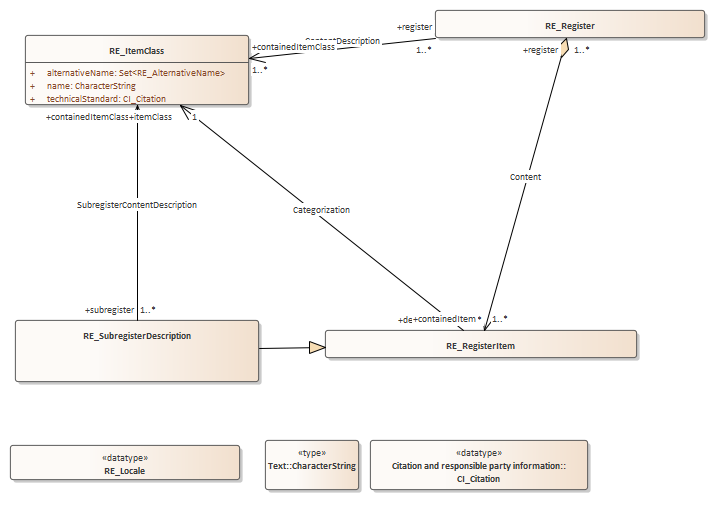 RE_Register
+register
1..*
+register
1..*
Description
+containedItemClass
1..*
RE_ItemClass
+ alternativeName: Set<RE_AlternativeName>
+ name: CharacterString
+ technicalStandard: CI_Citation
+containedItemClass
+itemClass
1
Content
SubregisterContentDescription
Categorization
+subregister
1..*
+containedItem
*
1..*
RE_SubregisterDescription
RE_RegisterItem
«datatype»
RE_Locale
«type»
Text::CharacterString
«datatype»
Citation and responsible party information::
CI_Citation